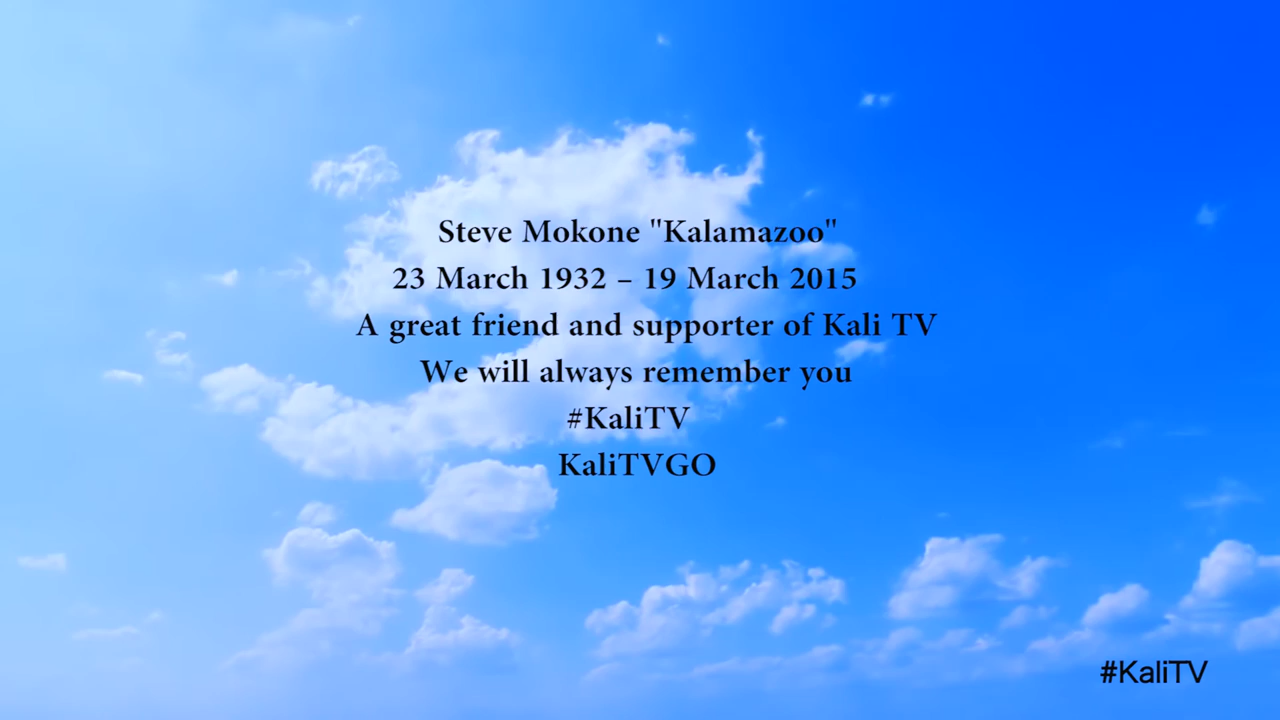 Steve Mokone "Kalamazoo"
23 March 1932 – 19 March 2015
A great friend and supporter of Kali TV
We will always remember you
#KaliTV
KaliTVGO
#KaliTV